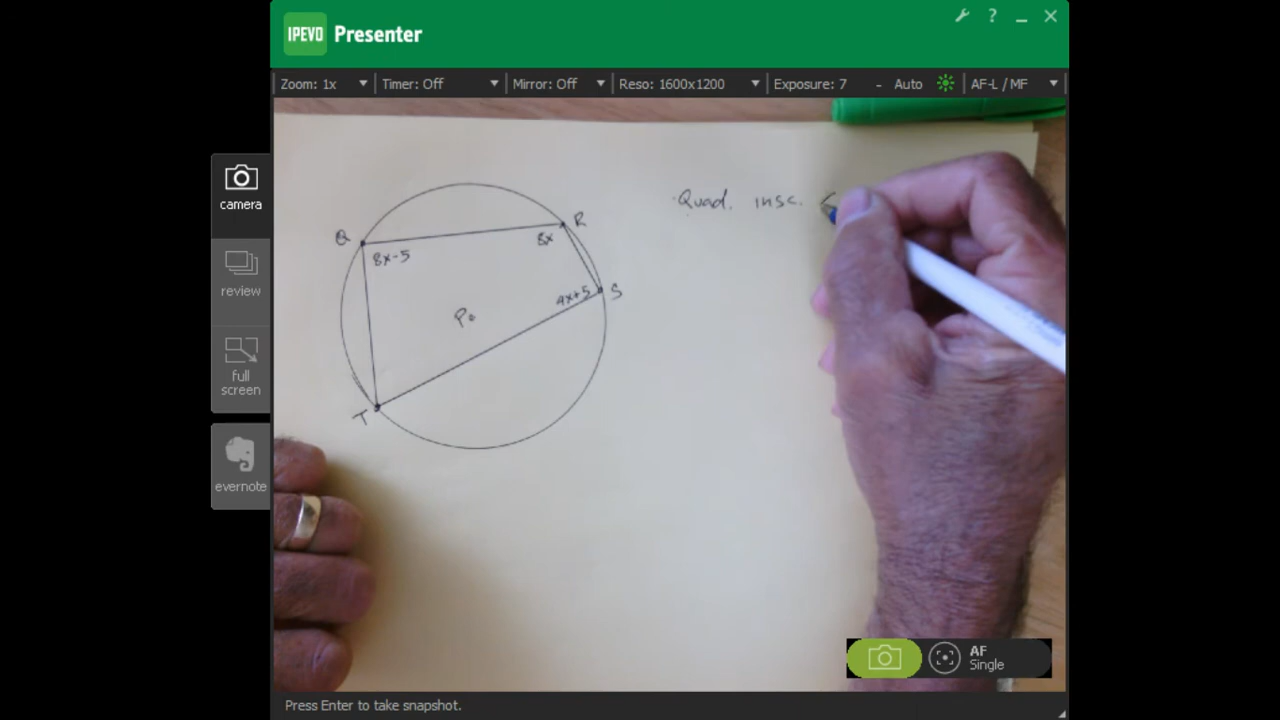 IPEVO Presenter
Zoom: 1x Timer: Off Mirror: Off Reso: 1600x1200 Exposure: 7 - Auto AF-L / MF
camera
review
full screen
evernote
Quad. insc.
Q
R
8x-5
8x
4x+5
S
P
T
AF
Single
Press Enter to take snapshot.